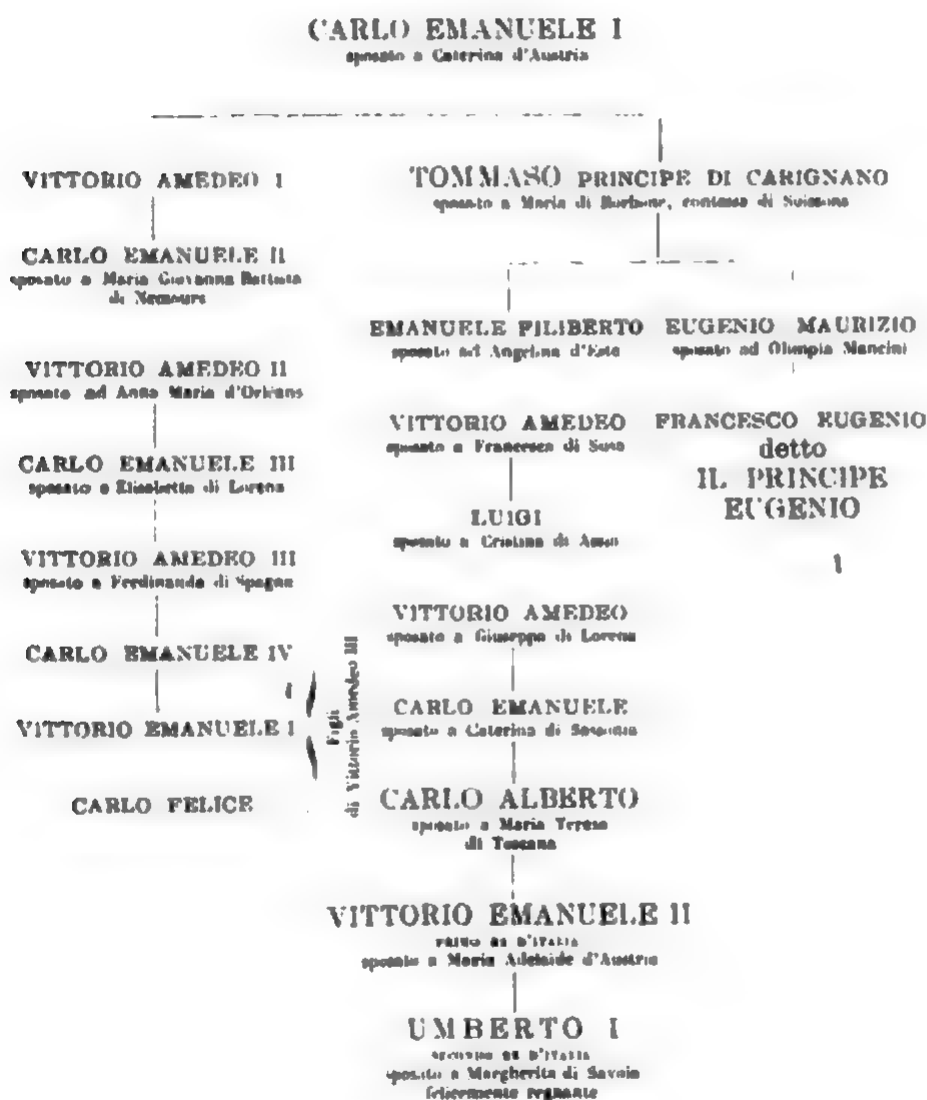 CARLO EMANUELE I
sposato a Caterina d'Austria
VITTORIO AMEDEO I
CARLO EMANUELE II
sposato a Maria Giovanna Battista
di Nemours
VITTORIO AMEDEO II
sposato ad Anna Maria d'Orléans
CARLO EMANUELE III
sposato a Elisabetta di Lorena
VITTORIO AMEDEO III
sposato a Ferdinanda di Spagna
CARLO EMANUELE IV
VITTORIO EMANUELE I
CARLO FELICE
Figli
di Vittorio Amedeo III
TOMMASO PRINCIPE DI CARIGNANO
sposato a Maria di Borbone, contessa di Soissons
EMANUELE FILIBERTO
sposato ad Angelina d'Este
VITTORIO AMEDEO
sposato a Francesca di Susa
LUIGI
sposato a Cristina di
VITTORIO AMEDEO
sposato a Giuseppa di Lorena
CARLO EMANUELE
sposato a Caterina di Sassonia
CARLO ALBERTO
sposato a Maria Teresa
di Toscana
VITTORIO EMANUELE II
PRIMO RE D'ITALIA
sposato a Maria Adelaide d'Austria
UMBERTO I
SECONDO RE D'ITALIA
sposato a Margherita di Savoia
felicemente regnante
EUGENIO MAURIZIO
sposato ad Olimpia Mancini
FRANCESCO EUGENIO
detto
IL PRINCIPE
EUGENIO